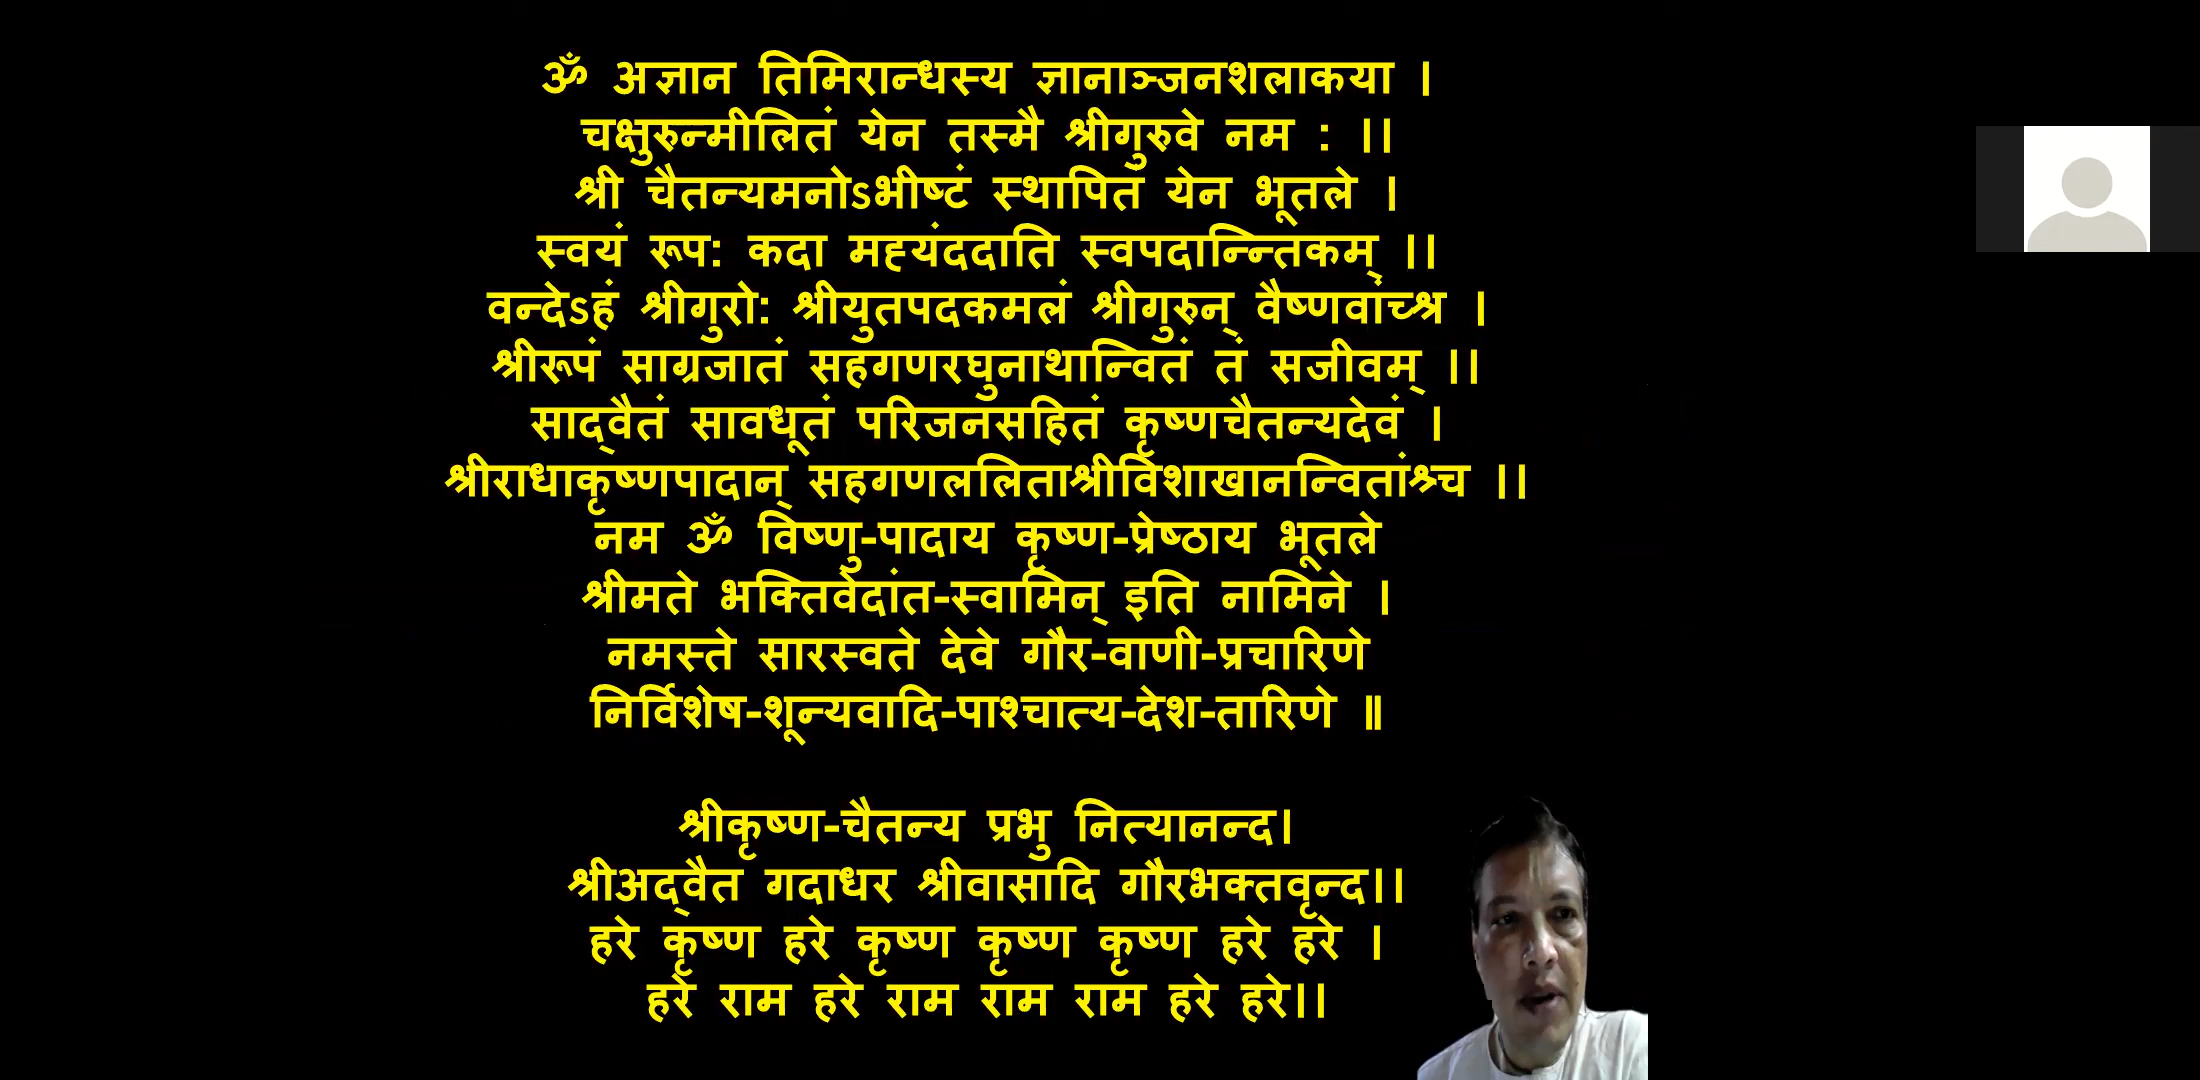 ॐ अज्ञान तिमिरान्धस्य ज्ञानाञ्जनशलाकया ।
चक्षुरुन्मीलितं येन तस्मै श्रीगुरुवे नम : ।।
श्री चैतन्यमनोऽभीष्टं स्थापितं येन भूतले ।
स्वयं रूप: कदा मह्यंददाति स्वपदान्न्तिकम् ।।
वन्देऽहं श्रीगुरो: श्रीयुतपदकमलं श्रीगुरुन् वैष्णवांच्श्र ।
श्रीरूपं साग्रजातं सहगणरघुनाथान्वितं तं सजीवम् ।।
साद्वैतं सावधूतं परिजनसहितं कृष्णचैतन्यदेवं ।
श्रीराधाकृष्णपादान् सहगणललिताश्रीविशाखानन्वितांश्र्च ।।
नम ॐ विष्णु-पादाय कृष्ण-प्रेष्ठाय भूतले
श्रीमते भक्तिवेदांत-स्वामिन् इति नामिने ।
नमस्ते सारस्वते देवे गौर-वाणी-प्रचारिणे
निर्विशेष-शून्यवादि-पाश्चात्य-देश-तारिणे ॥
श्रीकृष्ण-चैतन्य प्रभु नित्यानन्द।
श्रीअद्वैत गदाधर श्रीवासादि गौरभक्तवृन्द।।
हरे कृष्ण हरे कृष्ण कृष्ण कृष्ण हरे हरे ।
हरे राम हरे राम राम राम हरे हरे।।